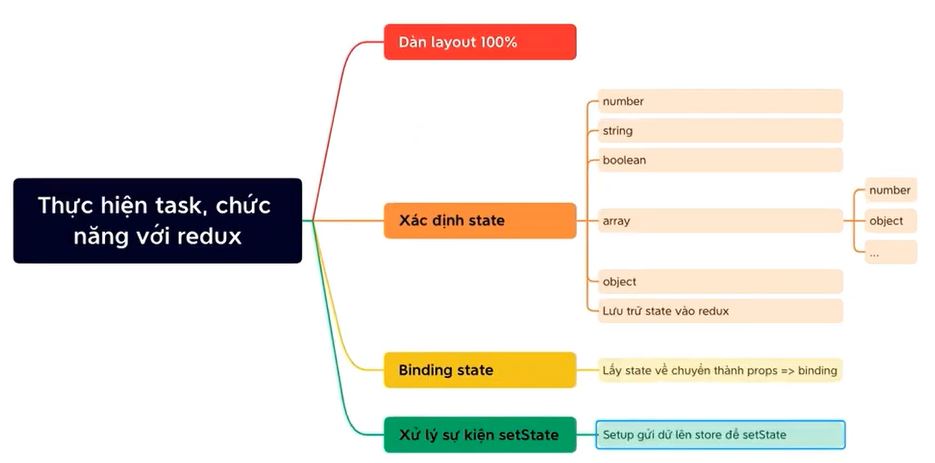 Dàn layout 100%
number
string
boolean
Thực hiện task, chức
năng với redux
Xác định state
array
number
object
...
object
Lưu trữ state vào redux
Binding state
Lấy state về chuyển thành props => binding
Xử lý sự kiện setState
Setup gửi dữ lên store để setState